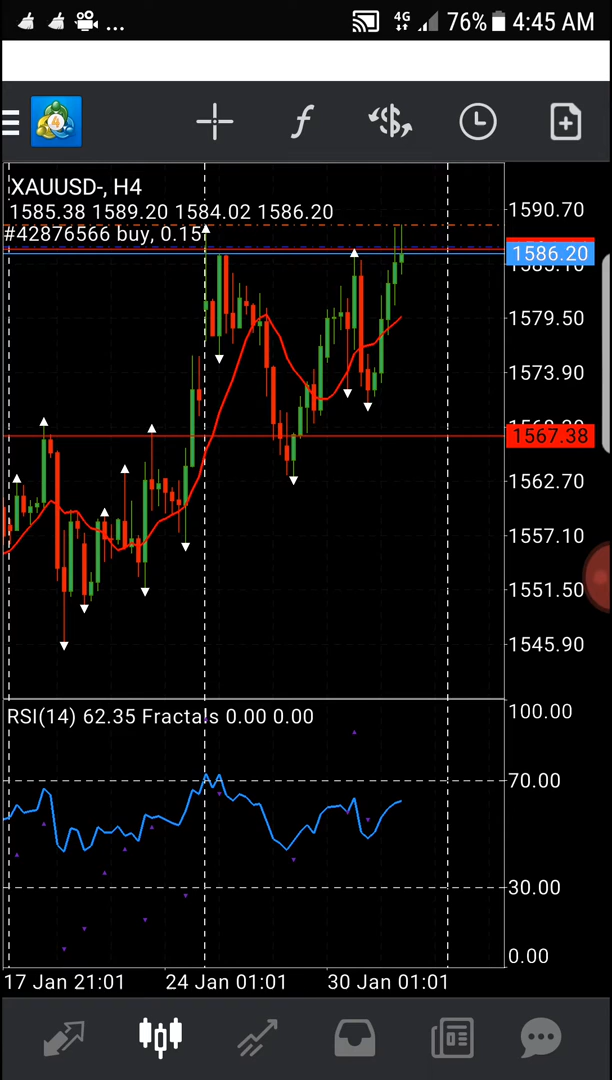 4G 76% 4:45 AM
4
XAUUSD-, H4
1585.38 1589.20 1584.02 1586.20
#42876566 buy, 0.15
1590.70
1586.20
1579.50
1573.90
1567.38
1562.70
1557.10
1551.50
1545.90
RSI(14) 62.35 Fractals 0.00 0.00
100.00
70.00
30.00
0.00
17 Jan 21:01 24 Jan 01:01 30 Jan 01:01